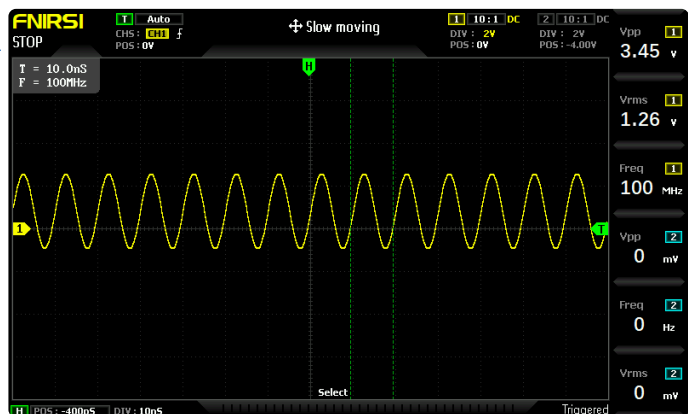 FNIRSI
STOP
T Auto
CHS: CH1
POS: 0V
Slow moving
1 10:1 DC
DIV: 2V
POS: 0V
2 10:1 DC
DIV: 2V
POS: -4.00V
T = 10.0nS
F = 100MHz
H
1
T
Select
H POS: -400pS DIV: 10nS
Triggered
Vpp 1
3.45 V
Vrms 1
1.26 V
Freq 1
100 MHz
Vpp 2
0 mV
Freq 2
0 Hz
Vrms 2
0 mV